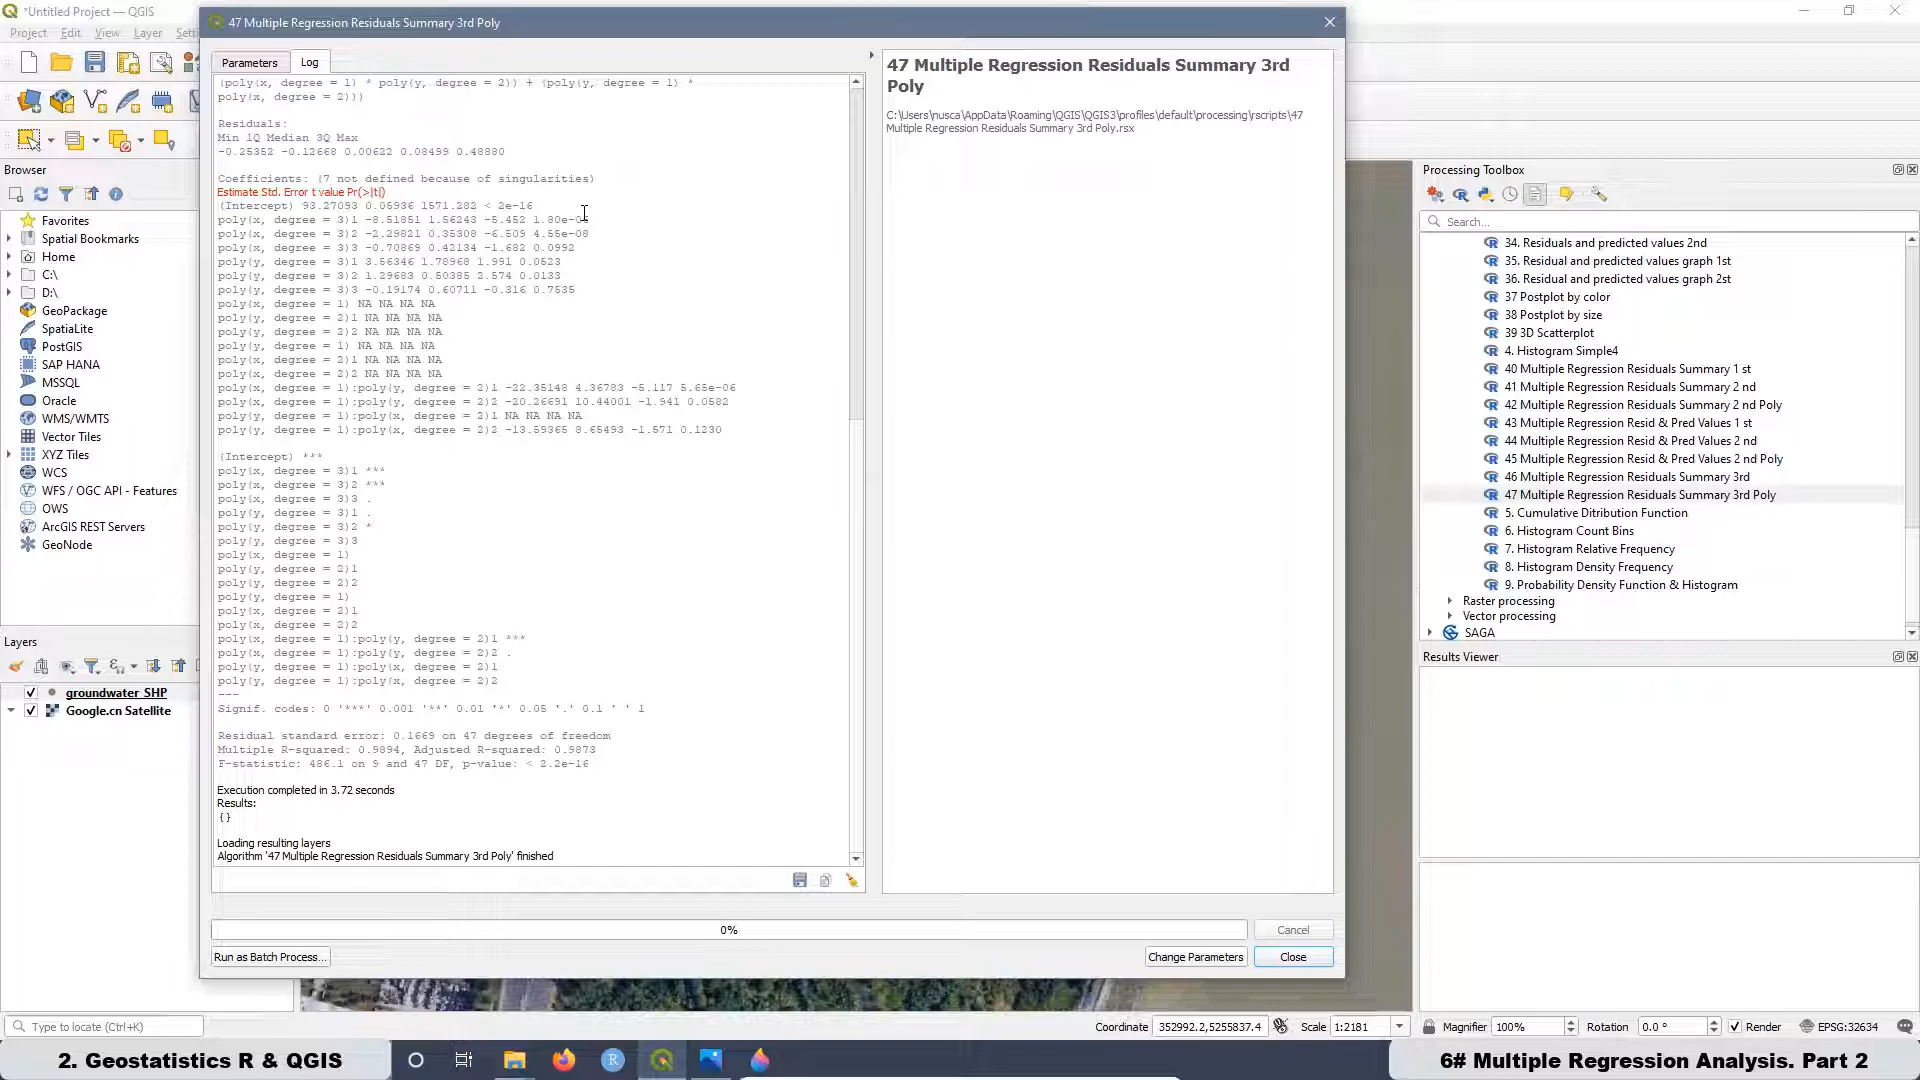 *Untitled Project — QGIS
Project Edit View Layer
47 Multiple Regression Residuals Summary 3rd Poly
Parameters
Log
(poly(x, degree = 1) * poly(y, degree = 2)) + (poly(y, degree = 1) *
poly(x, degree = 2)))
Residuals:
Min 1Q Median 3Q Max
-0.25352 -0.12668 0.00622 0.08499 0.48880
Coefficients: (7 not defined because of singularities)
Estimate Std. Error t value Pr(>|t|)
(Intercept) 93.27093 0.05936 1571.282 < 2e-16
poly(x, degree = 3)1 -8.51851 1.56243 -5.452 1.80e-0
poly(x, degree = 3)2 -2.29821 0.35308 -6.509 4.55e-08
poly(x, degree = 3)3 -0.70869 0.42134 -1.682 0.0992
poly(y, degree = 3)1 3.56346 1.78968 1.991 0.0523
poly(y, degree = 3)2 1.29683 0.50385 2.574 0.0133
poly(y, degree = 3)3 -0.19174 0.60711 -0.316 0.7535
poly(x, degree = 1) NA NA NA NA
poly(y, degree = 2)1 NA NA NA NA
poly(y, degree = 2)2 NA NA NA NA
poly(y, degree = 1) NA NA NA NA
poly(x, degree = 2)1 NA NA NA NA
poly(x, degree = 2)2 NA NA NA NA
poly(x, degree = 1):poly(y, degree = 2)1 -22.35148 4.36783 -5.117 5.65e-06
poly(x, degree = 1):poly(y, degree = 2)2 -20.26691 10.44001 -1.941 0.0582
poly(y, degree = 1):poly(x, degree = 2)1 NA NA NA NA
poly(y, degree = 1):poly(x, degree = 2)2 -13.59365 8.65493 -1.571 0.1230
(Intercept) ***
poly(x, degree = 3)1 ***
poly(x, degree = 3)2 ***
poly(x, degree = 3)3 .
poly(y, degree = 3)1 .
poly(y, degree = 3)2 *
poly(y, degree = 3)3
poly(x, degree = 1)
poly(y, degree = 2)1
poly(y, degree = 2)2
poly(y, degree = 1)
poly(x, degree = 2)1
poly(x, degree = 2)2
poly(x, degree = 1):poly(y, degree = 2)1 ***
poly(x, degree = 1):poly(y, degree = 2)2 .
poly(y, degree = 1):poly(x, degree = 2)1
poly(y, degree = 1):poly(x, degree = 2)2
---
Signif. codes: 0 '***' 0.001 '**' 0.01 '*' 0.05 '.' 0.1 ' ' 1
Residual standard error: 0.1669 on 47 degrees of freedom
Multiple R-squared: 0.9894, Adjusted R-squared: 0.9873
F-statistic: 486.1 on 9 and 47 DF, p-value: < 2.2e-16
Execution completed in 3.72 seconds
Results:
{}
Loading resulting layers
Algorithm '47 Multiple Regression Residuals Summary 3rd Poly' finished
0%
Cancel
Run as Batch Process...
Change Parameters
Close
47 Multiple Regression Residuals Summary 3rd
Poly
C:\Users\nusca\AppData\Roaming\QGIS\QGIS3\profiles\default\processing\rscripts\47
Multiple Regression Residuals Summary 3rd Poly.rsx
Browser
Favorites
Spatial Bookmarks
Home
C:\
D:\
GeoPackage
SpatiaLite
PostGIS
SAP HANA
MSSQL
Oracle
WMS/WMTS
Vector Tiles
XYZ Tiles
WCS
WFS / OGC API - Features
OWS
ArcGIS REST Servers
GeoNode
Layers
groundwater SHP
Google.cn Satellite
Processing Toolbox
Search...
34. Residuals and predicted values 2nd
35. Residual and predicted values graph 1st
36. Residual and predicted values graph 2st
37 Postplot by color
38 Postplot by size
39 3D Scatterplot
4. Histogram Simple4
40 Multiple Regression Residuals Summary 1 st
41 Multiple Regression Residuals Summary 2 nd
42 Multiple Regression Residuals Summary 2 nd Poly
43 Multiple Regression Resid & Pred Values 1 st
44 Multiple Regression Resid & Pred Values 2 nd
45 Multiple Regression Resid & Pred Values 2 nd Poly
46 Multiple Regression Residuals Summary 3rd
47 Multiple Regression Residuals Summary 3rd Poly
5. Cumulative Ditribution Function
6. Histogram Count Bins
7. Histogram Relative Frequency
8. Histogram Density Frequency
9. Probability Density Function & Histogram
Raster processing
Vector processing
SAGA
Results Viewer
Type to locate (Ctrl+K)
Coordinate 352992.2,5255837.4 Scale 1:2181 Magnifier 100% Rotation 0.0 ° Render EPSG:32634
2. Geostatistics R & QGIS
6# Multiple Regression Analysis. Part 2